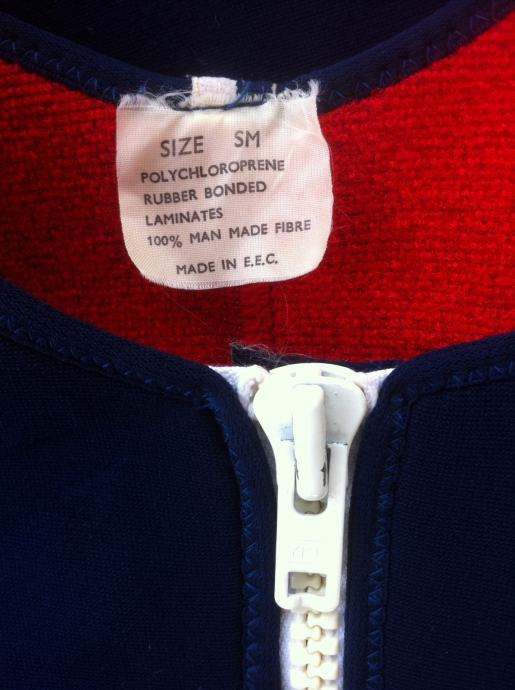 SIZE SM
POLYCHLOROPRENE
RUBBER BONDED
LAMINATES
100% MAN MADE FIBRE
MADE IN E.E.C.